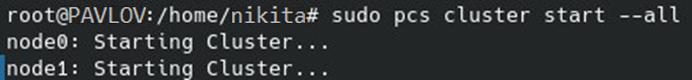 root@PAVLOV:/home/nikita# sudo pcs cluster start --all
node0: Starting Cluster...
node1: Starting Cluster...